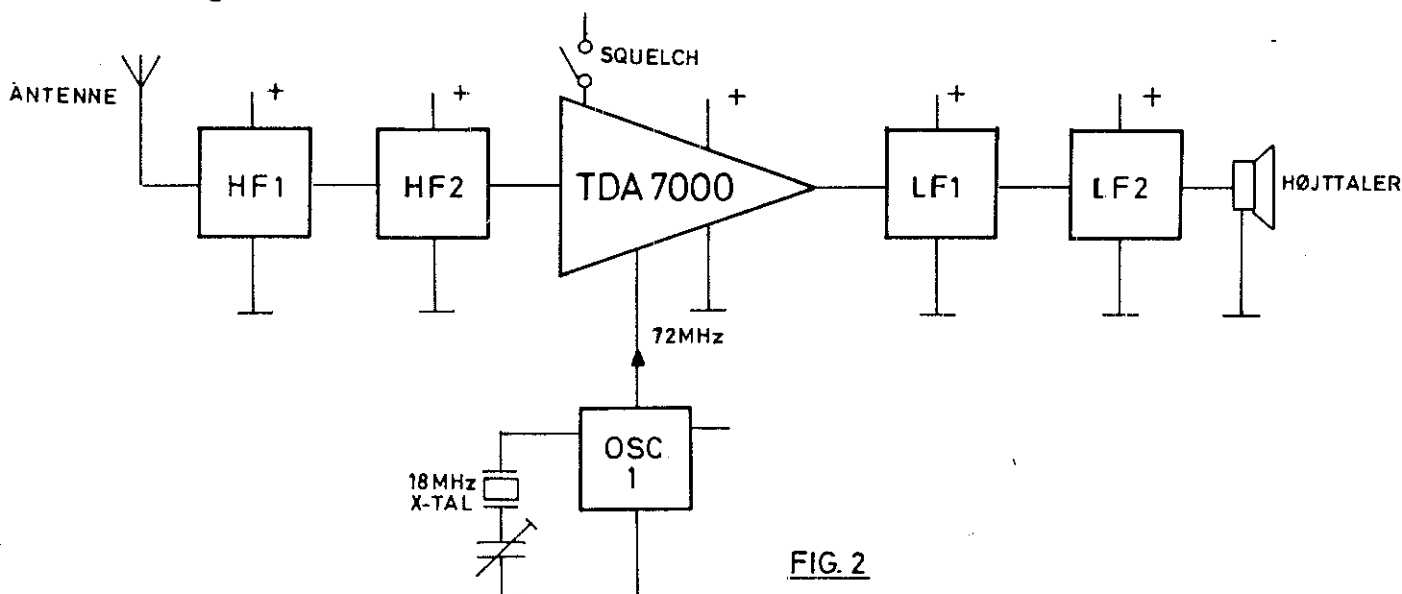 SQUELCH
ANTENNE
+
+
+
+
+
HF1
HF2
TDA 7000
LF1
LF2
HØJTTALER
72MHz
OSC
1
18MHz
X-TAL
FIG. 2